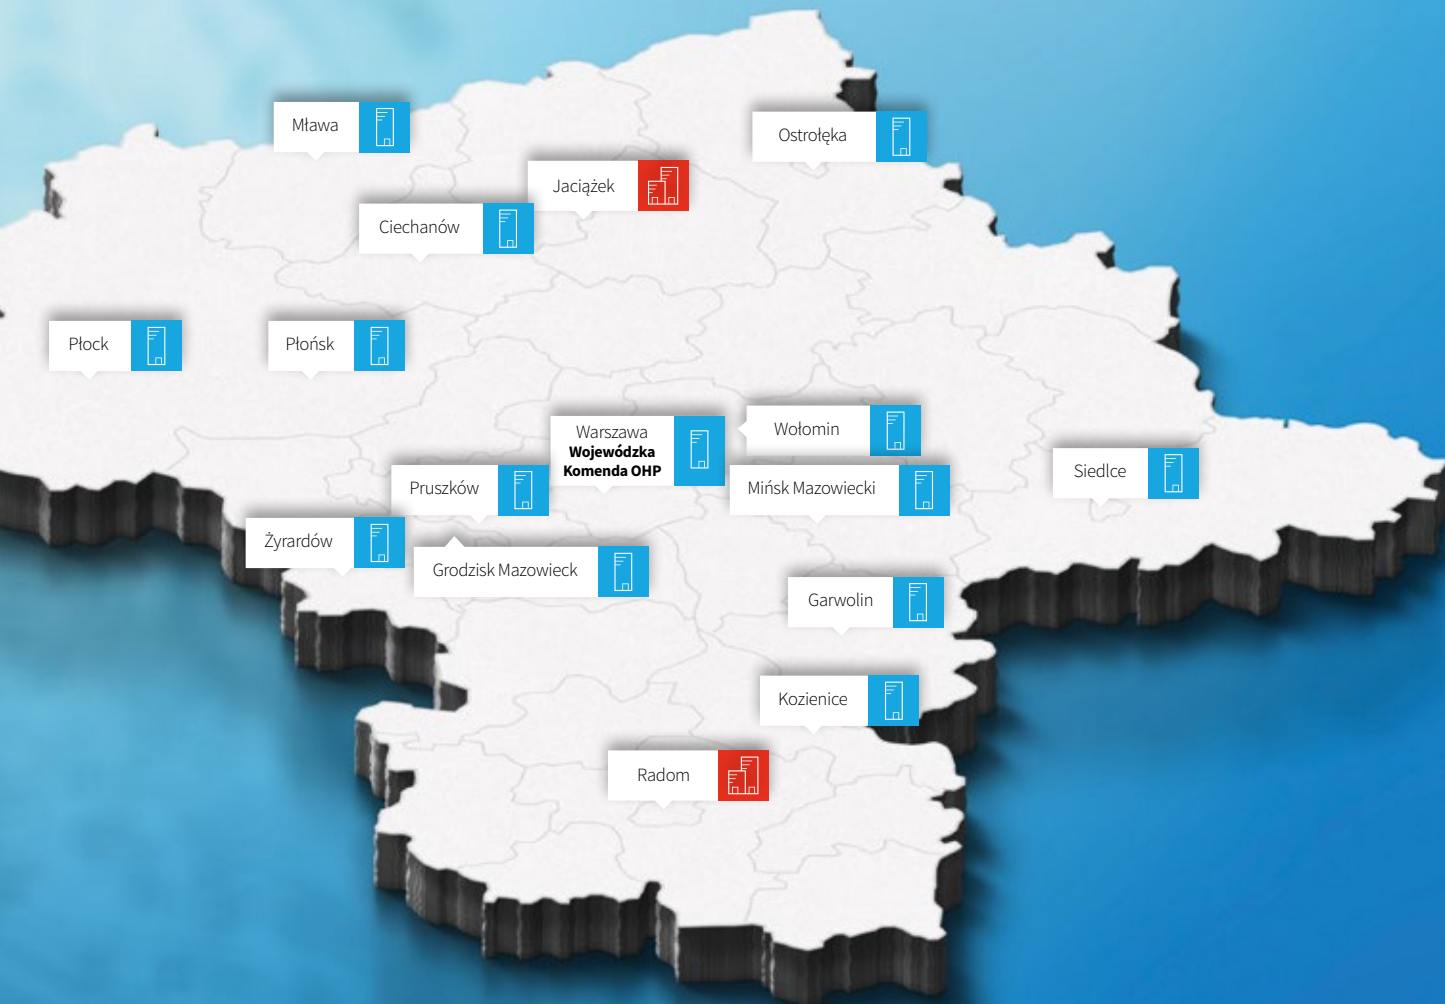 Mława
Ostrołęka
Jaciążek
Ciechanów
Płock
Płońsk
Warszawa
Wojewódzka
Komenda OHP
Wołomin
Siedlce
Pruszków
Mińsk Mazowiecki
Żyrardów
Grodzisk Mazowieck
Garwolin
Kozienice
Radom